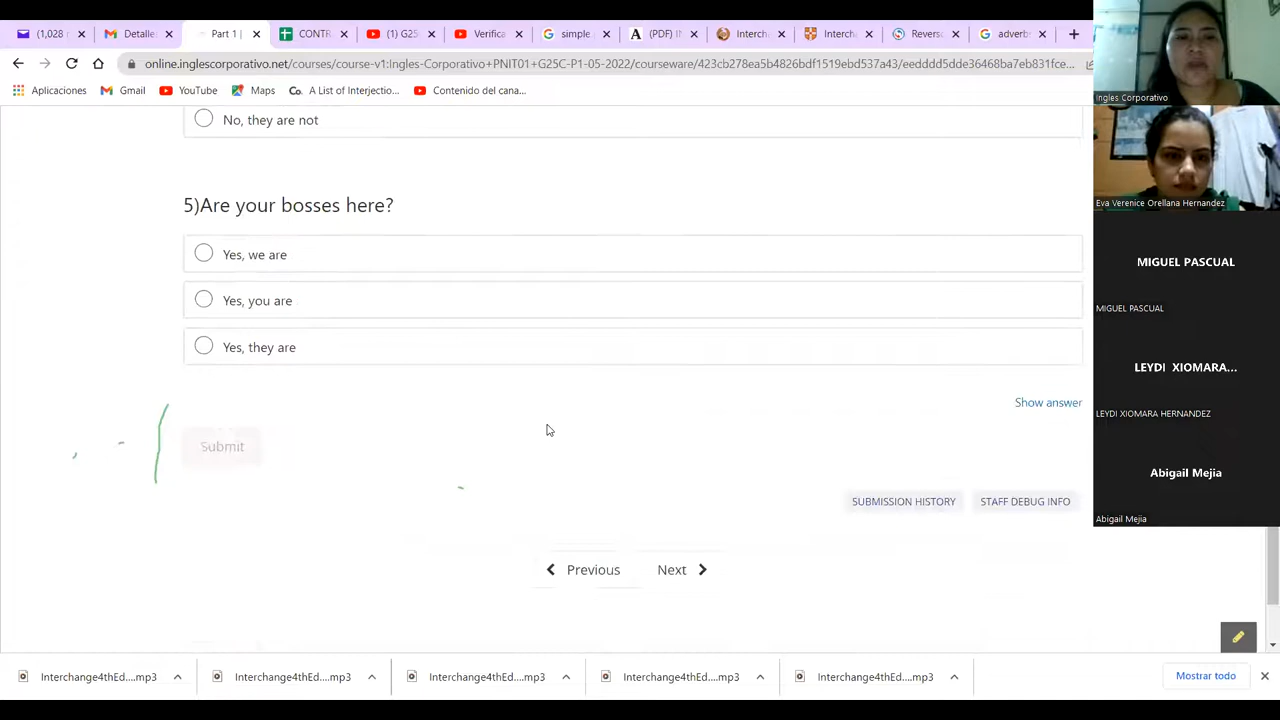 (1,028
Detalle:
Part 1 |
CONTR
(1) 525
Verifica
simple
(PDF) IN
Interch
Interch
Revers
adverb
online.inglescorporativo.net/courses/course-v1:Ingles-Corporativo+PNIT01+G25C-P1-05-2022/courseware/423cb278ea5b4826bdf1519ebd537a43/eedddd5dde36468ba7eb831fce...
Aplicaciones
Gmail
YouTube
Maps
Co. A List of Interjectio...
Contenido del cana...
No, they are not
5)Are your bosses here?
Yes, we are
Yes, you are
Yes, they are
Show answer
Submit
SUBMISSION HISTORY
STAFF DEBUG INFO
Previous
Next
Interchange4thEd....mp3
Interchange4thEd....mp3
Interchange4thEd....mp3
Interchange4thEd....mp3
Interchange4thEd....mp3
Mostrar todo
Ingles Corporativo
Eva Verenice Orellana Hernandez
MIGUEL PASCUAL
MIGUEL PASCUAL
LEYDI XIOMARA...
LEYDI XIOMARA HERNANDEZ
Abigail Mejia
Abigail Mejia